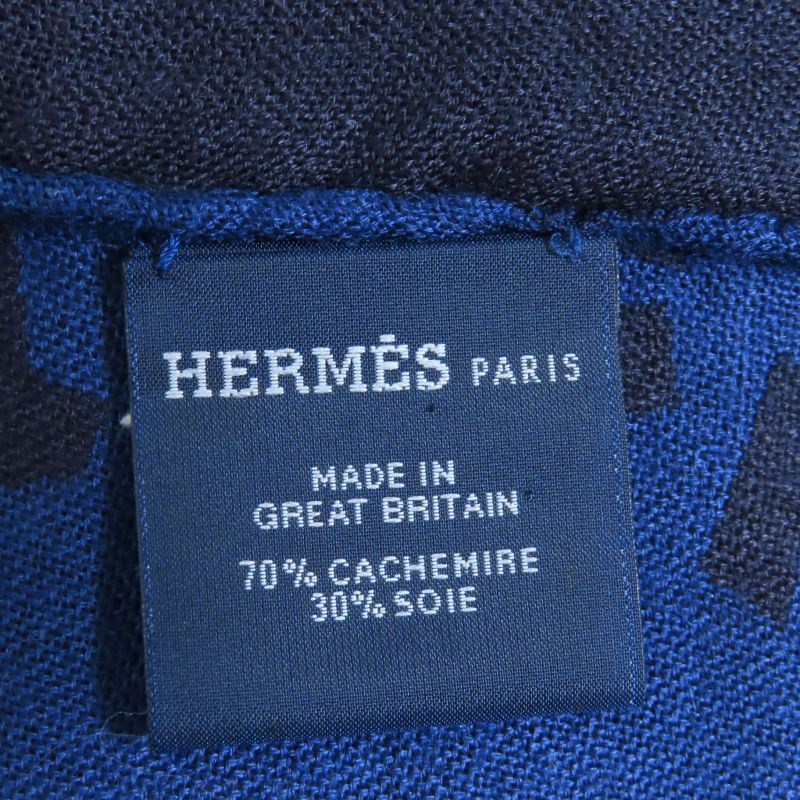 HERMÈS PARIS
MADE IN
GREAT BRITAIN
70% CACHEMIRE
30% SOIE